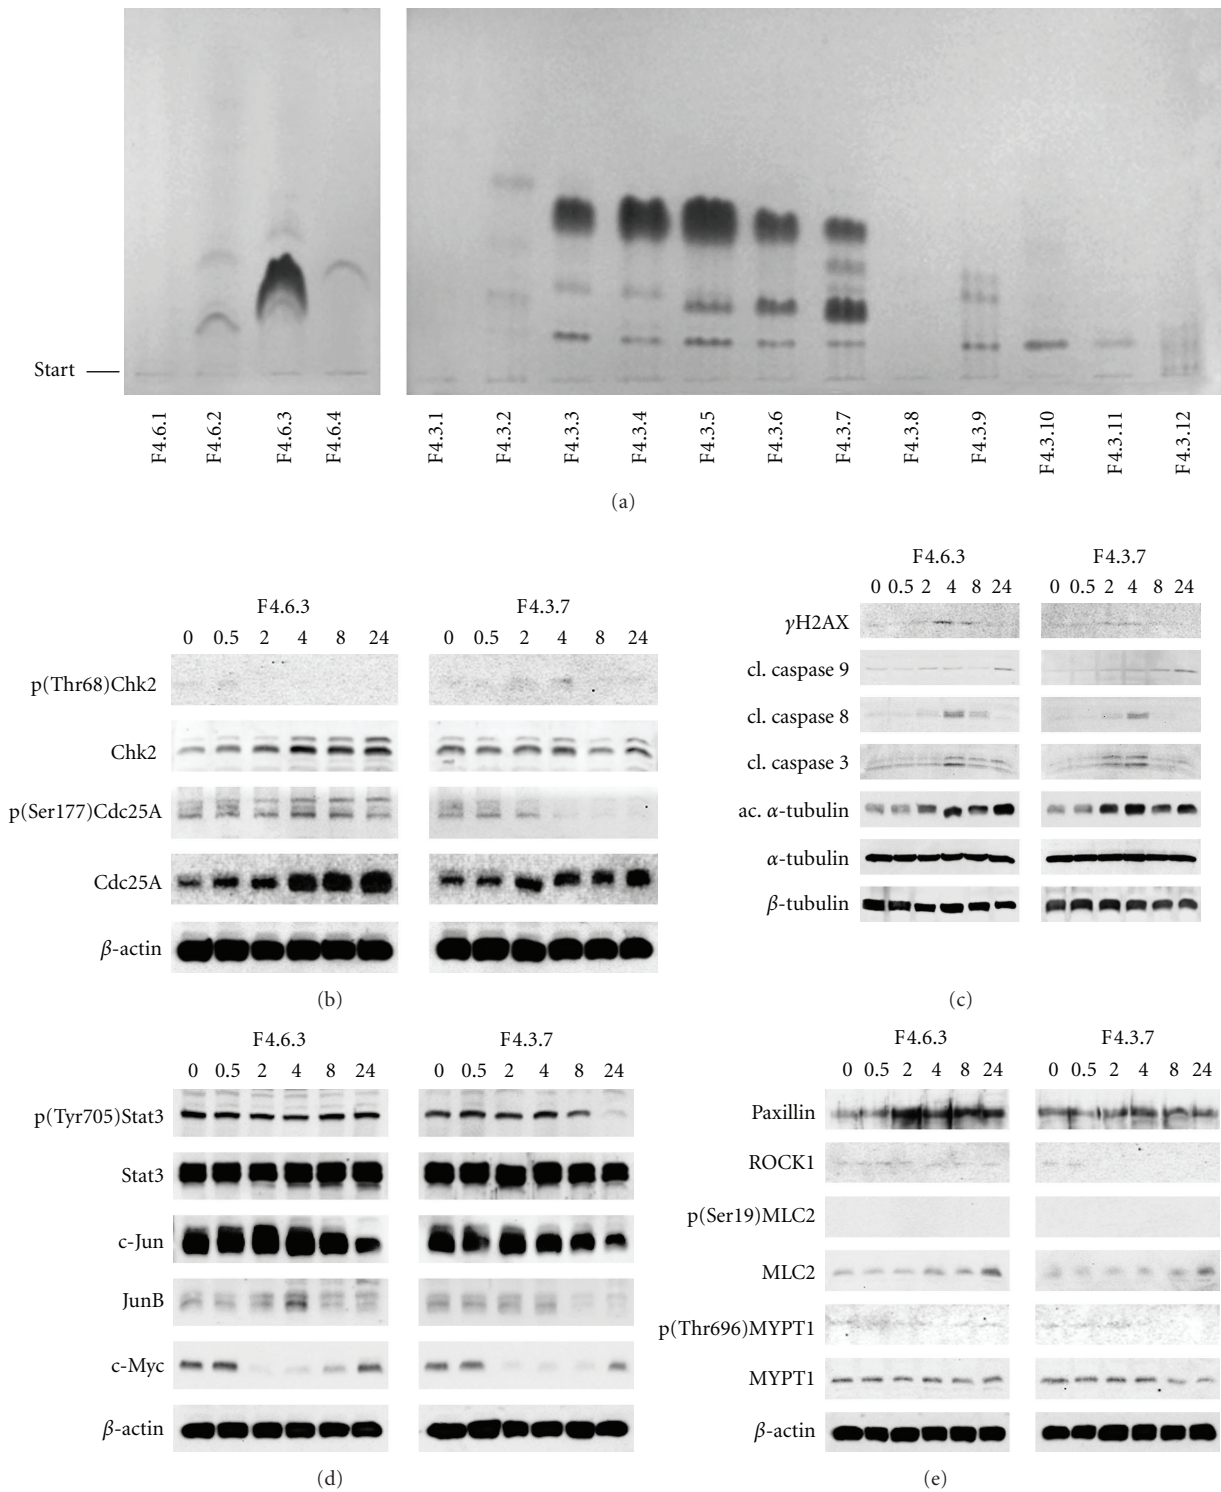 Start
F4.6.1
F4.6.2
F4.6.3
F4.6.4
F4.3.1
F4.3.2
F4.3.3
F4.3.4
F4.3.5
F4.3.6
F4.3.7
F4.3.8
F4.3.9
F4.3.10
F4.3.11
F4.3.12
(a)
F4.6.3 F4.3.7
0 0.5 2 4 8 24 0 0.5 2 4 8 24
p(Thr68)Chk2
Chk2
p(Ser177)Cdc25A
Cdc25A
β-actin
(b)
F4.6.3 F4.3.7
0 0.5 2 4 8 24 0 0.5 2 4 8 24
γH2AX
cl. caspase 9
cl. caspase 8
cl. caspase 3
ac. α-tubulin
α-tubulin
β-tubulin
(c)
F4.6.3 F4.3.7
0 0.5 2 4 8 24 0 0.5 2 4 8 24
p(Tyr705)Stat3
Stat3
c-Jun
JunB
c-Myc
β-actin
(d)
F4.6.3 F4.3.7
0 0.5 2 4 8 24 0 0.5 2 4 8 24
Paxillin
ROCK1
p(Ser19)MLC2
MLC2
p(Thr696)MYPT1
MYPT1
β-actin
(e)